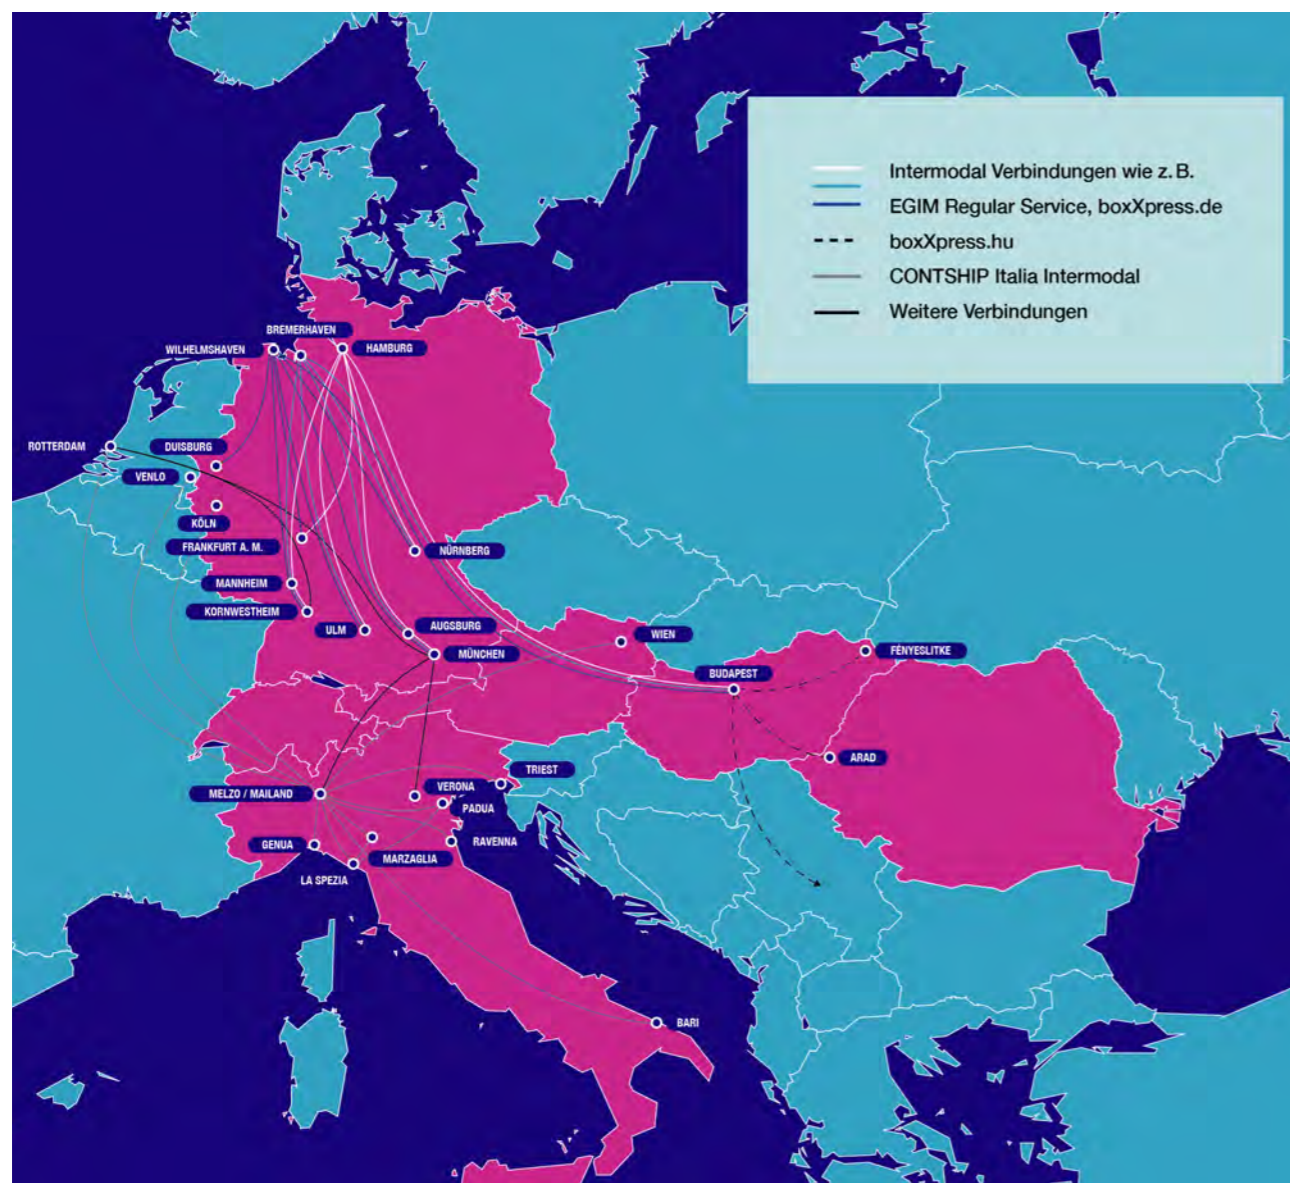 Intermodal Verbindungen wie z. B.
EGIM Regular Service, boxXpress.de
boxXpress.hu
CONTSHIP Italia Intermodal
Weitere Verbindungen
BREMERHAVEN
WILHELMSHAVEN
HAMBURG
ROTTERDAM
DUISBURG
VENLO
KÖLN
FRANKFURT A. M.
NÜRNBERG
MANNHEIM
KORNWESTHEIM
ULM
AUGSBURG
WIEN
MÜNCHEN
FÉNYESLITKE
BUDAPEST
ARAD
TRIEST
MELZO / MAILAND
VERONA
PADUA
GENUA
RAVENNA
MARZAGLIA
LA SPEZIA
BARI